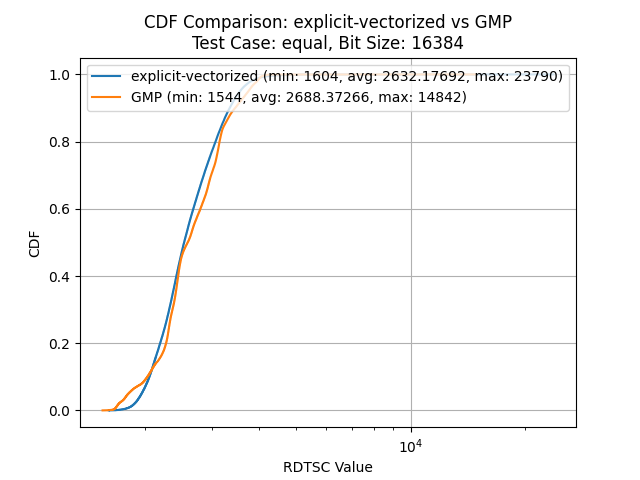 CDF Comparison: explicit-vectorized vs GMP
Test Case: equal, Bit Size: 16384
explicit-vectorized (min: 1604, avg: 2632.17692, max: 23790)
GMP (min: 1544, avg: 2688.37266, max: 14842)
1.0
0.8
0.6
0.4
0.2
0.0
CDF
10⁴
RDTSC Value